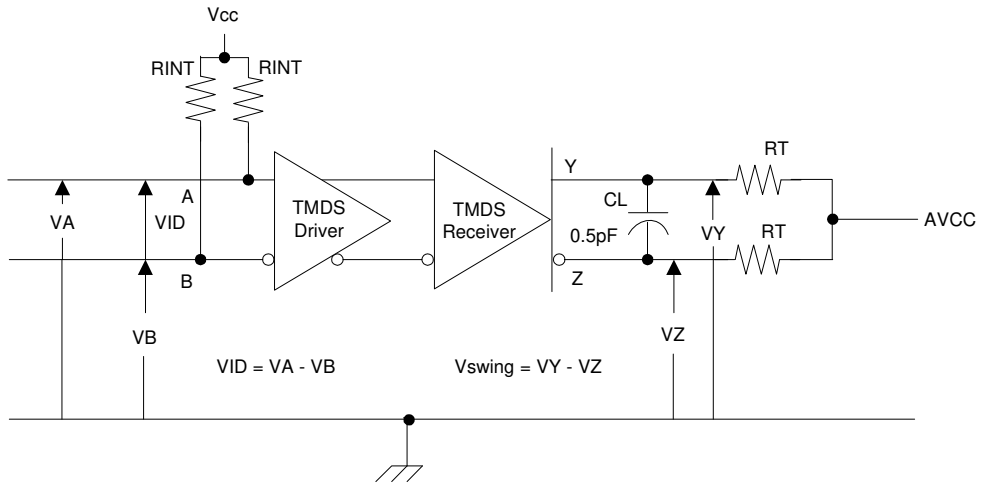 Vcc
RINT
RINT
A
B
VA
VID
VB
TMDS
Driver
TMDS
Receiver
Y
Z
CL
0.5pF
VY
VZ
RT
RT
AVCC
VID = VA - VB
Vswing = VY - VZ